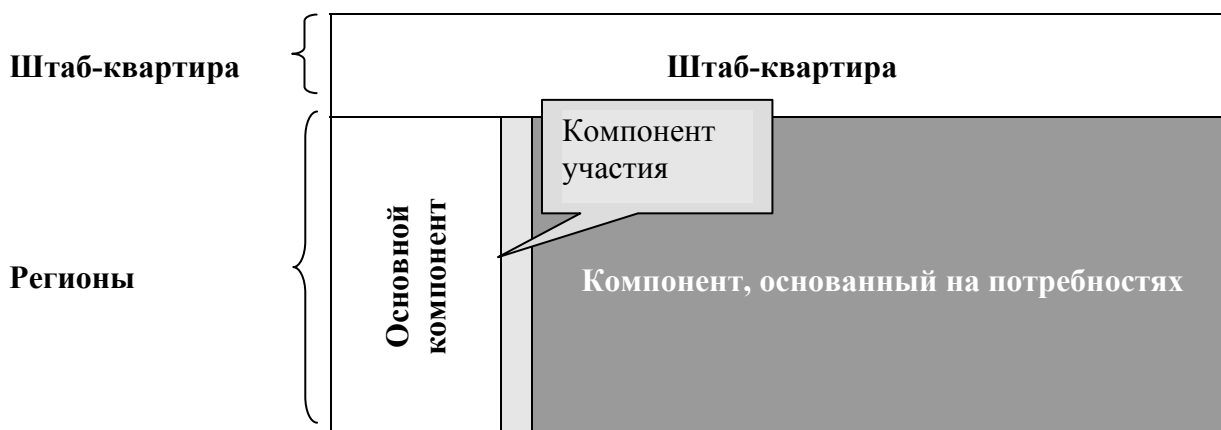 Штаб-квартира
Штаб-квартира
Компонент
участия
Основной
компонент
Регионы
Компонент, основанный на потребностях